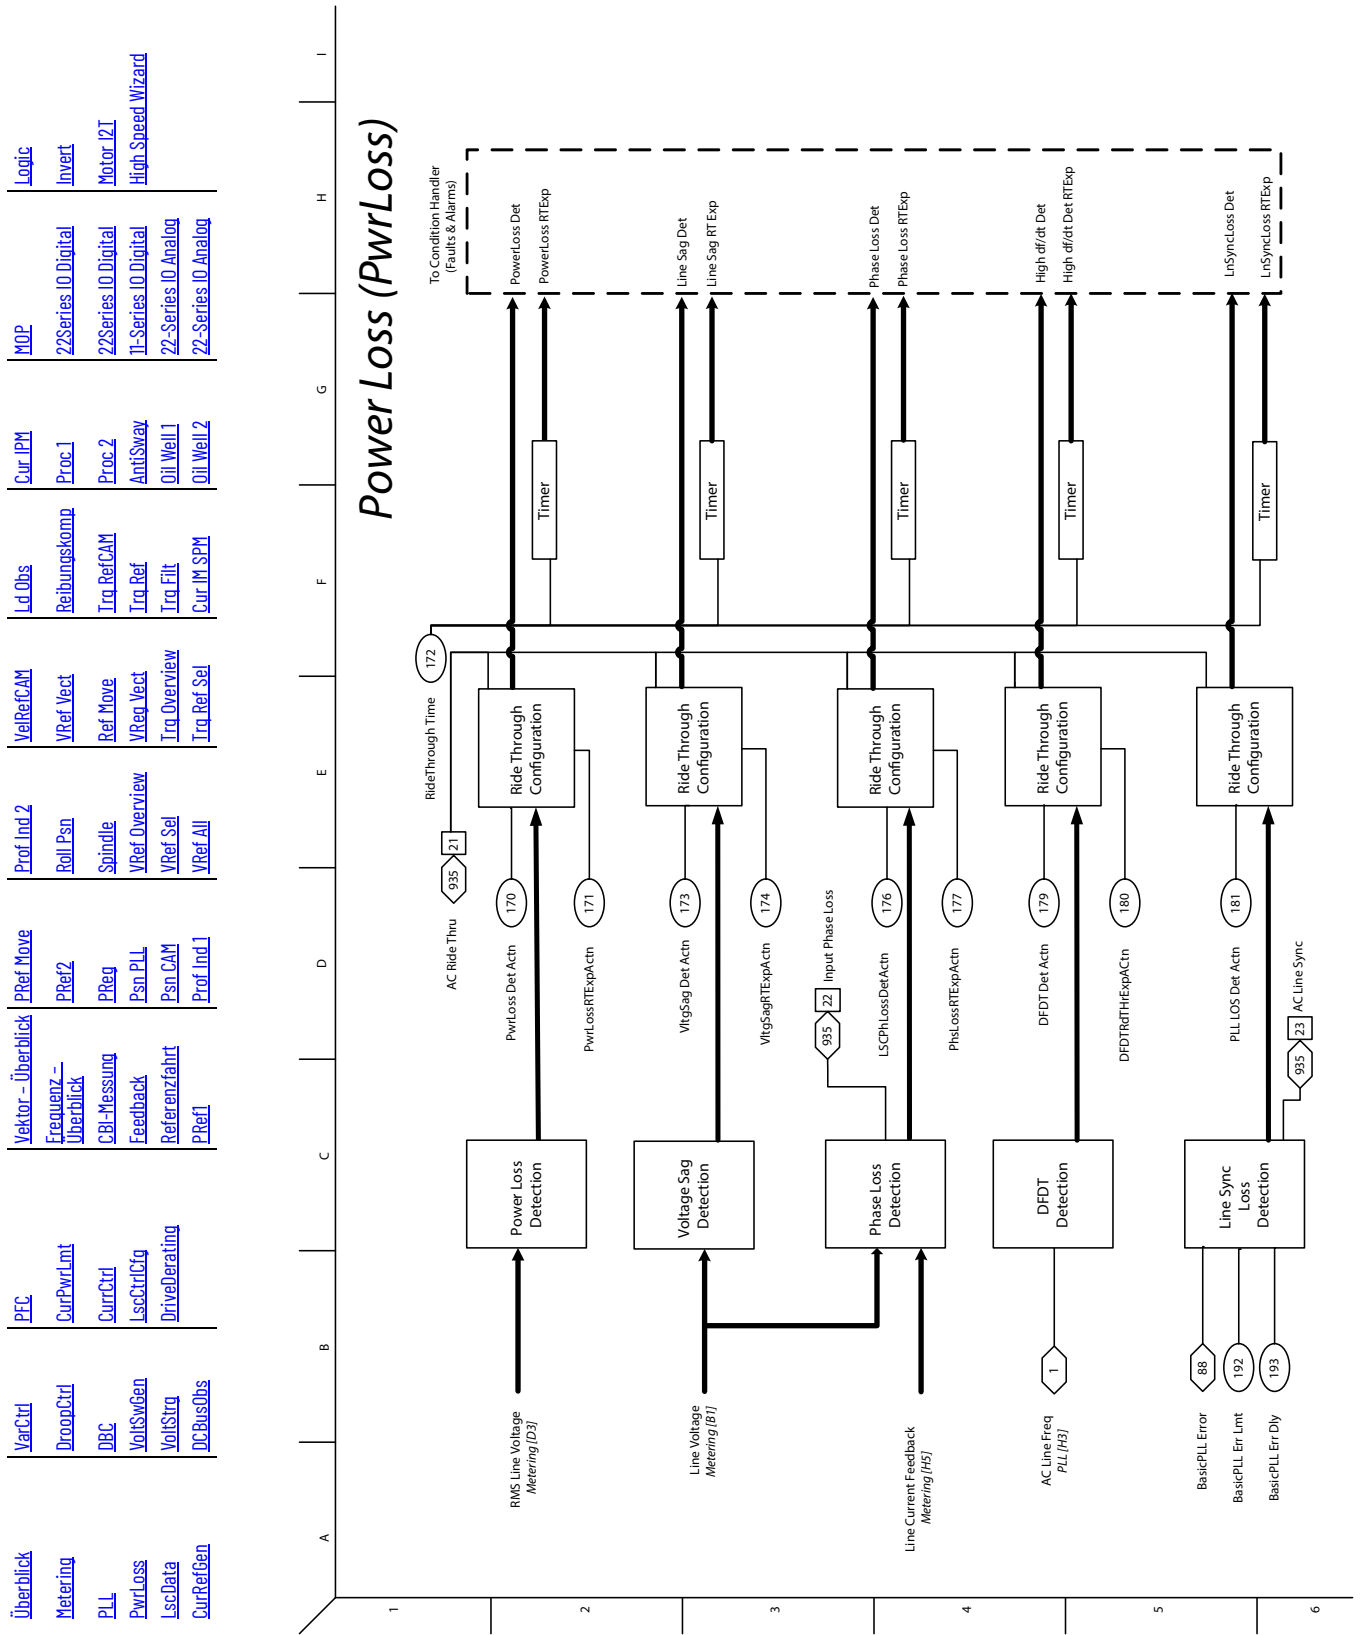 Überblick
Metering
PLL
PwrLoss
LscData
CurRefGen
VarCtrl
DroopCtrl
DBC
VoltSwGen
VoltStrg
DCBusObs
PFC
CurPwrLmt
CurrCtrl
LscCtrlCfg
DriveDerating
Vektor – Überblick
Frequenz –
Überblick
CBI-Messung
Feedback
Referenzfahrt
PRef1
PRef Move
PRef2
PReg
Psn PLL
Psn CAM
Prof Ind 1
Prof Ind 2
Roll Psn
Spindle
VRef Overview
VRef Sel
VRef All
VelRefCAM
VRef Vect
Ref Move
VReg Vect
Trq Overview
Trq Ref Sel
Ld Obs
Reibungskomp
Trq RefCAM
Trq Ref
Trq Filt
Cur IM SPM
Cur IPM
Proc 1
Proc 2
AntiSway
Oil Well 1
Oil Well 2
MOP
22Series IO Digital
22Series IO Digital
11-Series IO Digital
22-Series IO Analog
22-Series IO Analog
Logic
Invert
Motor I2T
High Speed Wizard
A
B
C
D
E
F
G
H
I
1
2
3
4
5
6
Power Loss (PwrLoss)
To Condition Handler
(Faults & Alarms)
RideThrough Time
172
AC Ride Thru
935
21
RMS Line Voltage
Metering [D3]
Power Loss
Detection
PwrLoss Det Actn
170
PwrLossRTExpActn
171
Ride Through
Configuration
Timer
PowerLoss Det
PowerLoss RTExp
Line Voltage
Metering [B1]
Voltage Sag
Detection
VltgSag Det Actn
173
VltgSagRTExpActn
174
Ride Through
Configuration
Timer
Line Sag Det
Line Sag RT Exp
Line Current Feedback
Metering [H5]
Phase Loss
Detection
935
22
Input Phase Loss
LSCPhLossDetActn
176
PhsLossRTExpActn
177
Ride Through
Configuration
Timer
Phase Loss Det
Phase Loss RTExp
AC Line Freq
PLL [H3]
1
DFDT
Detection
DFDT Det Actn
179
DFDTRdTHrExpACtn
180
Ride Through
Configuration
Timer
High df/dt Det
High df/dt Det RTExp
BasicPLL Error
88
BasicPLL Err Lmt
192
BasicPLL Err Dly
193
Line Sync
Loss
Detection
PLL LOS Det Actn
181
935
23
AC Line Sync
Ride Through
Configuration
Timer
LnSyncLoss Det
LnSyncLoss RTExp